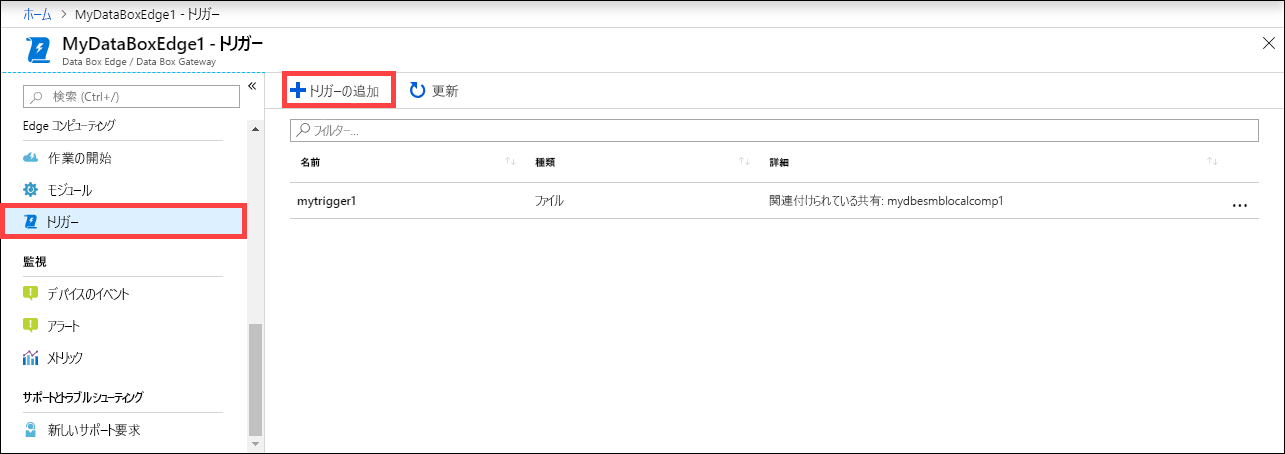 ホーム > MyDataBoxEdge1 - トリガー
MyDataBoxEdge1 - トリガー
Data Box Edge / Data Box Gateway
検索 (Ctrl+/)
Edge コンピューティング
作業の開始
モジュール
トリガー
監視
デバイスのイベント
アラート
メトリック
サポートとトラブルシューティング
新しいサポート要求
トリガーの追加 更新
フィルター...
名前 種類 詳細
mytrigger1 ファイル 関連付けられている共有: mydbesmblocalcomp1 ...